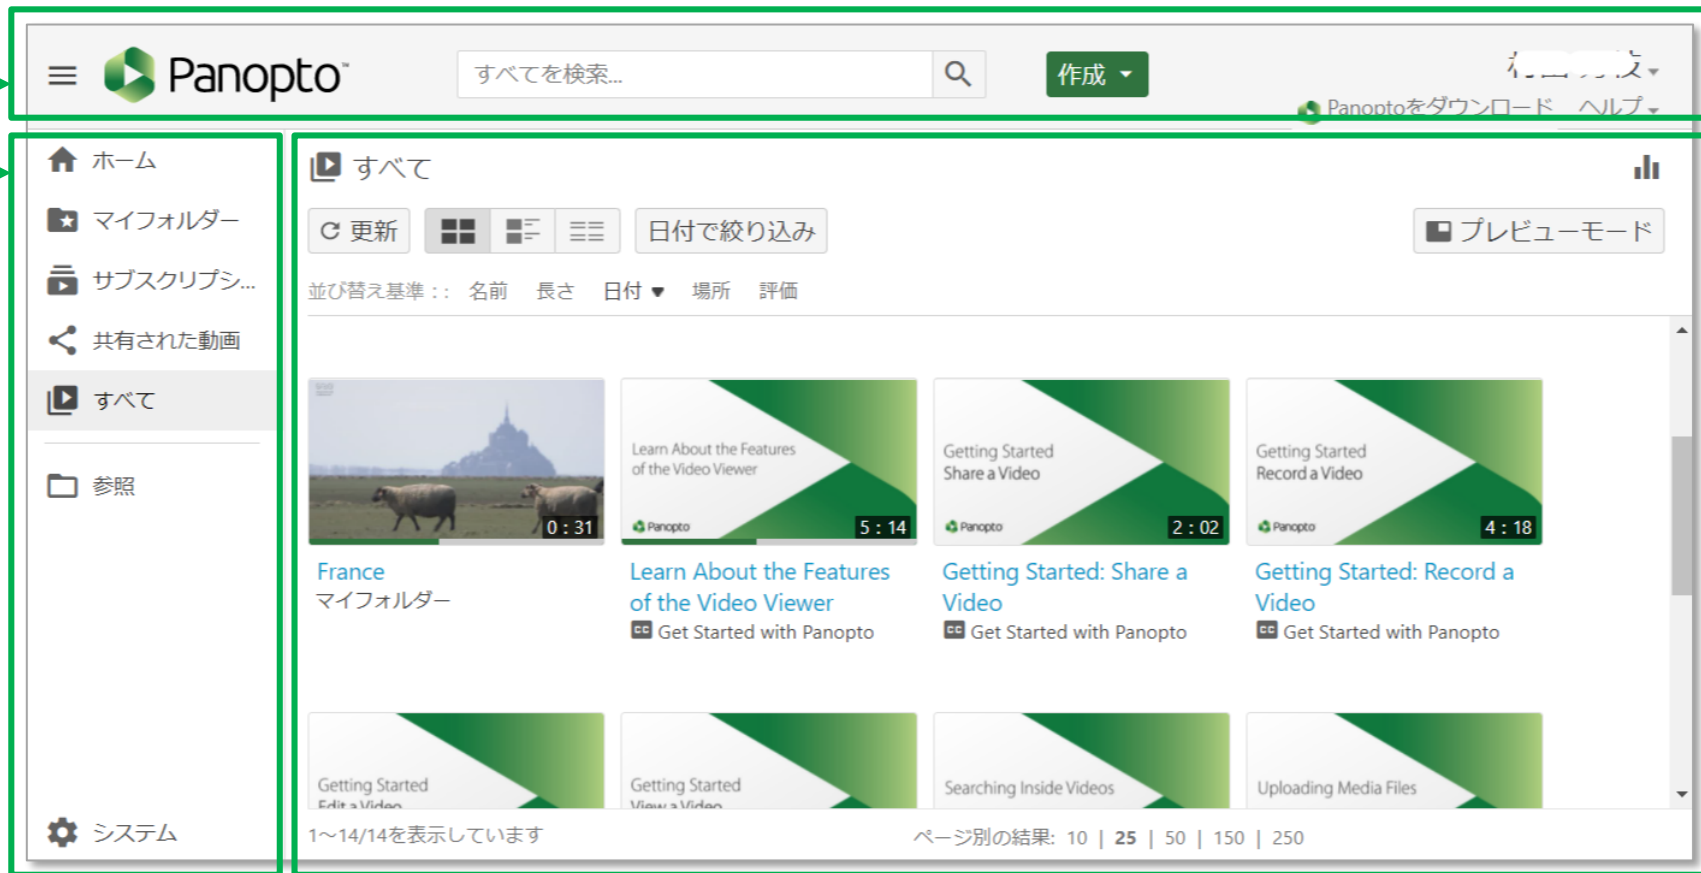 Panopto™
すべてを検索...
作成
Panoptoをダウンロード ヘルプ
ホーム
マイフォルダー
サブスクリプシ...
共有された動画
すべて
参照
システム
すべて
更新
日付で絞り込み
プレビューモード
並び替え基準:: 名前 長さ 日付▼ 場所 評価
0:31
France
マイフォルダー
Learn About the Features
of the Video Viewer
Panopto
5:14
Learn About the Features
of the Video Viewer
CC Get Started with Panopto
Getting Started
Share a Video
Panopto
2:02
Getting Started: Share a
Video
CC Get Started with Panopto
Getting Started
Record a Video
Panopto
4:18
Getting Started: Record a
Video
CC Get Started with Panopto
Getting Started
Edit a Video
Getting Started
View a Video
Searching Inside Videos
Uploading Media Files
1～14/14を表示しています
ページ別の結果: 10 | 25 | 50 | 150 | 250